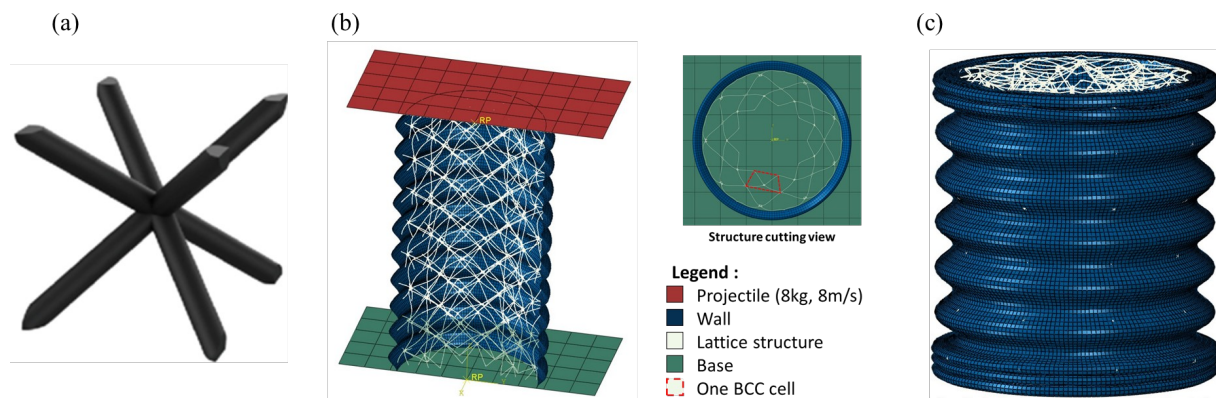 (a)
(b)
(c)
RP
RP
Structure cutting view
Legend :
Projectile (8kg, 8m/s)
Wall
Lattice structure
Base
One BCC cell